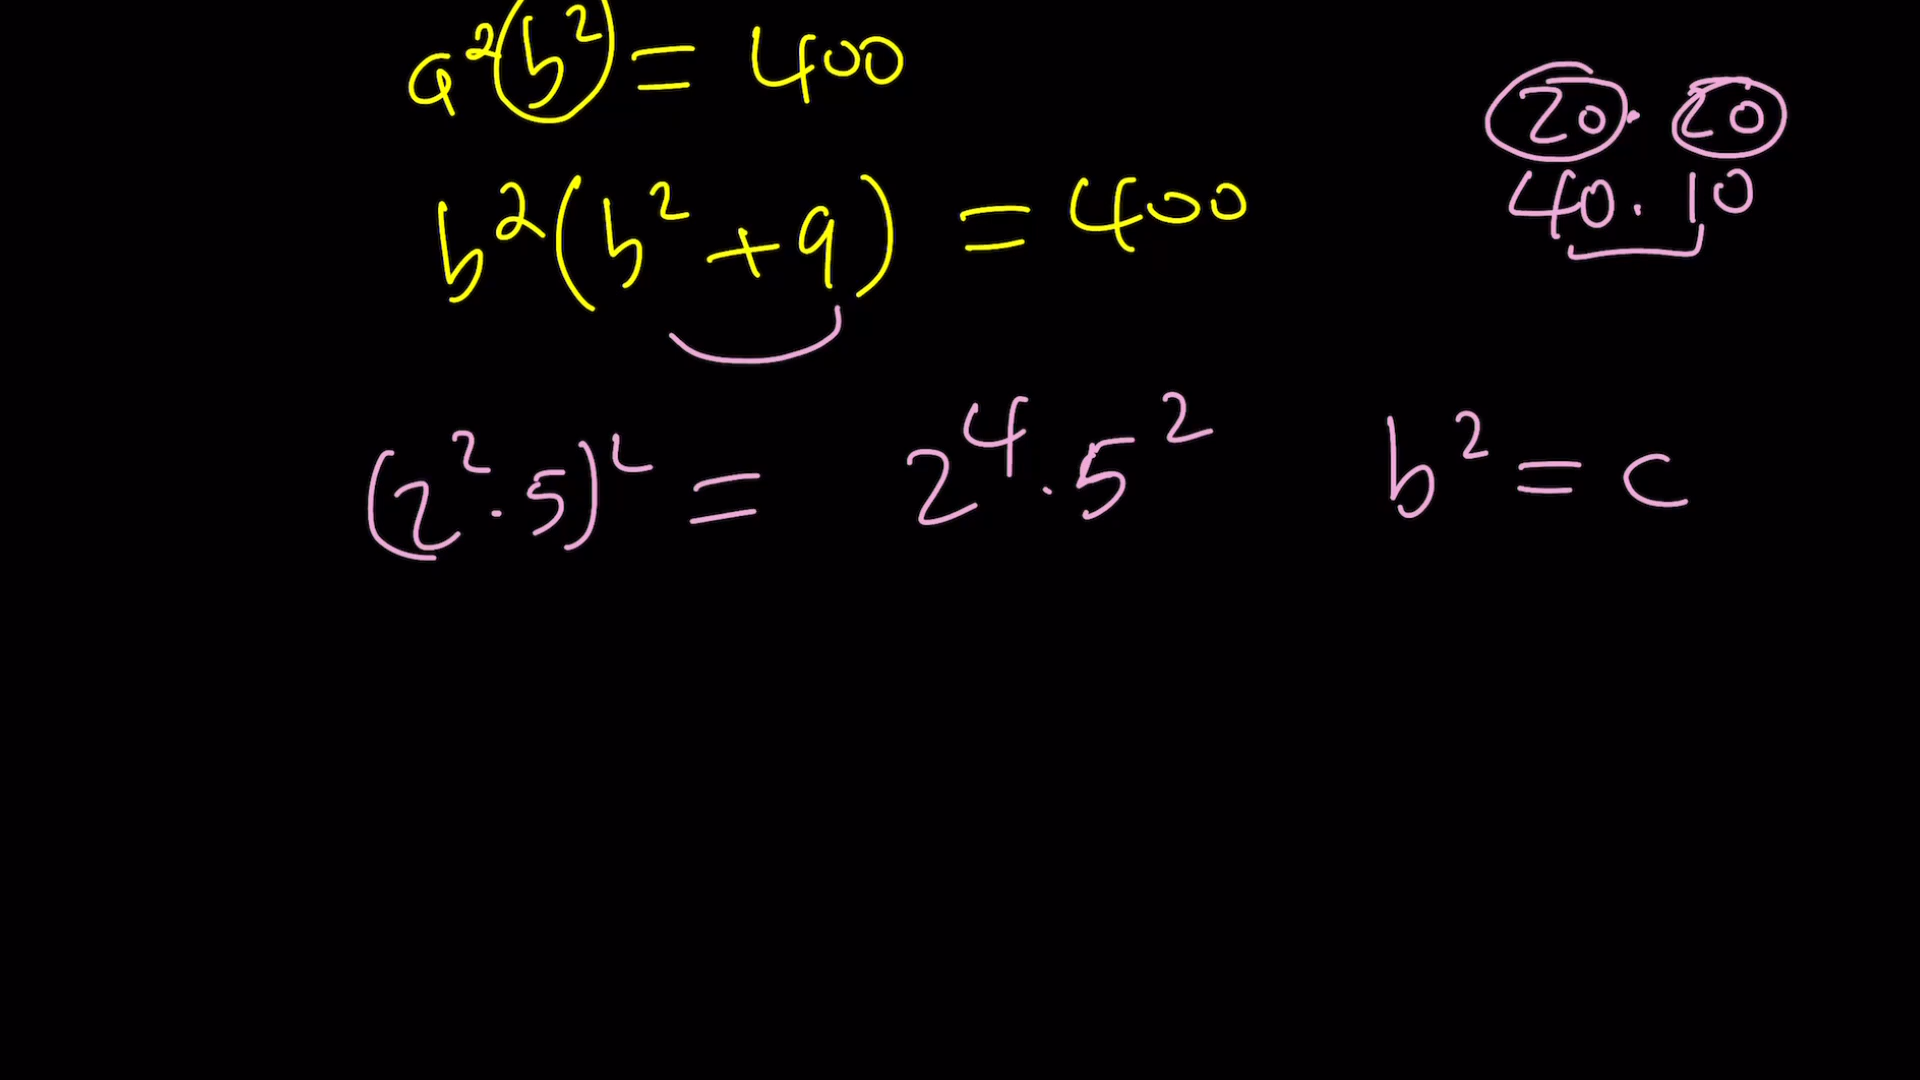 a²b² = 400
20 · 20
40 · 10
b²(b² + 9) = 400
(2² · 5)² = 2⁴ · 5²
b² = c